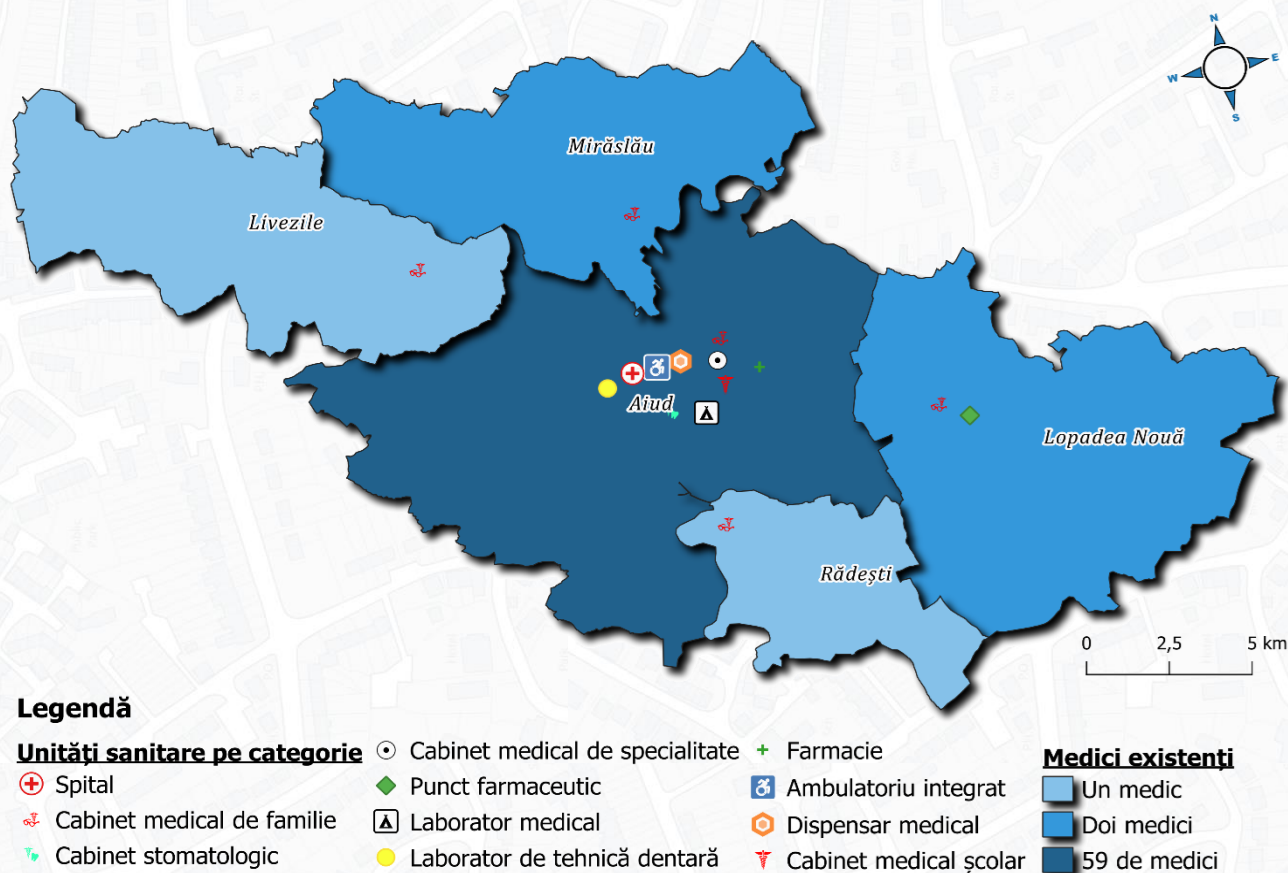 N
W
E
S
Mirăslău
Livezile
Aiud
Lopadea Nouă
Rădești
0 2,5 5 km
Legendă
Unități sanitare pe categorie
Spital
Cabinet medical de familie
Cabinet stomatologic
Cabinet medical de specialitate
Punct farmaceutic
Laborator medical
Laborator de tehnică dentară
Farmacie
Ambulatoriu integrat
Dispensar medical
Cabinet medical școlar
Medici existenți
Un medic
Doi medici
59 de medici